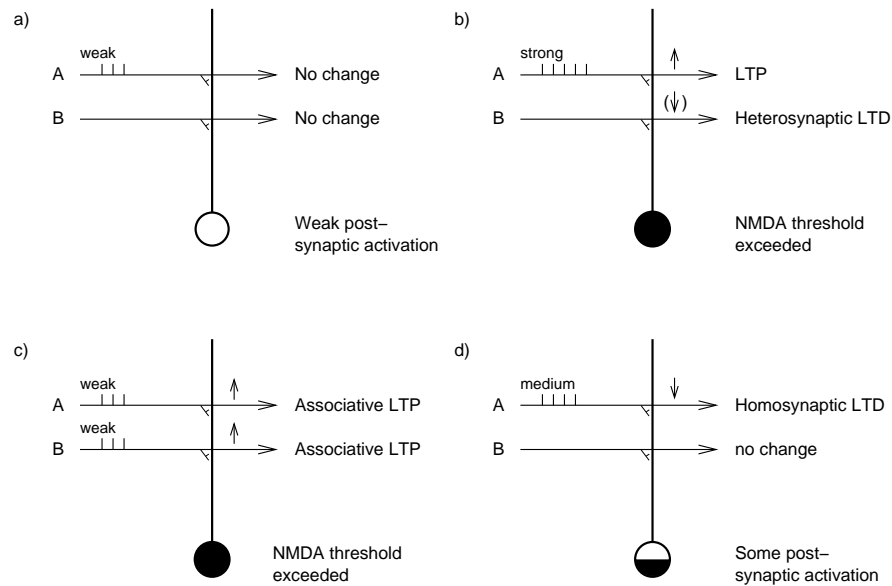 a)
weak
A
No change
B
No change
Weak post–
synaptic activation
b)
strong
A
LTP
(↓)
B
Heterosynaptic LTD
NMDA threshold
exceeded
c)
weak
A
Associative LTP
weak
B
Associative LTP
NMDA threshold
exceeded
d)
medium
A
Homosynaptic LTD
B
no change
Some post–
synaptic activation